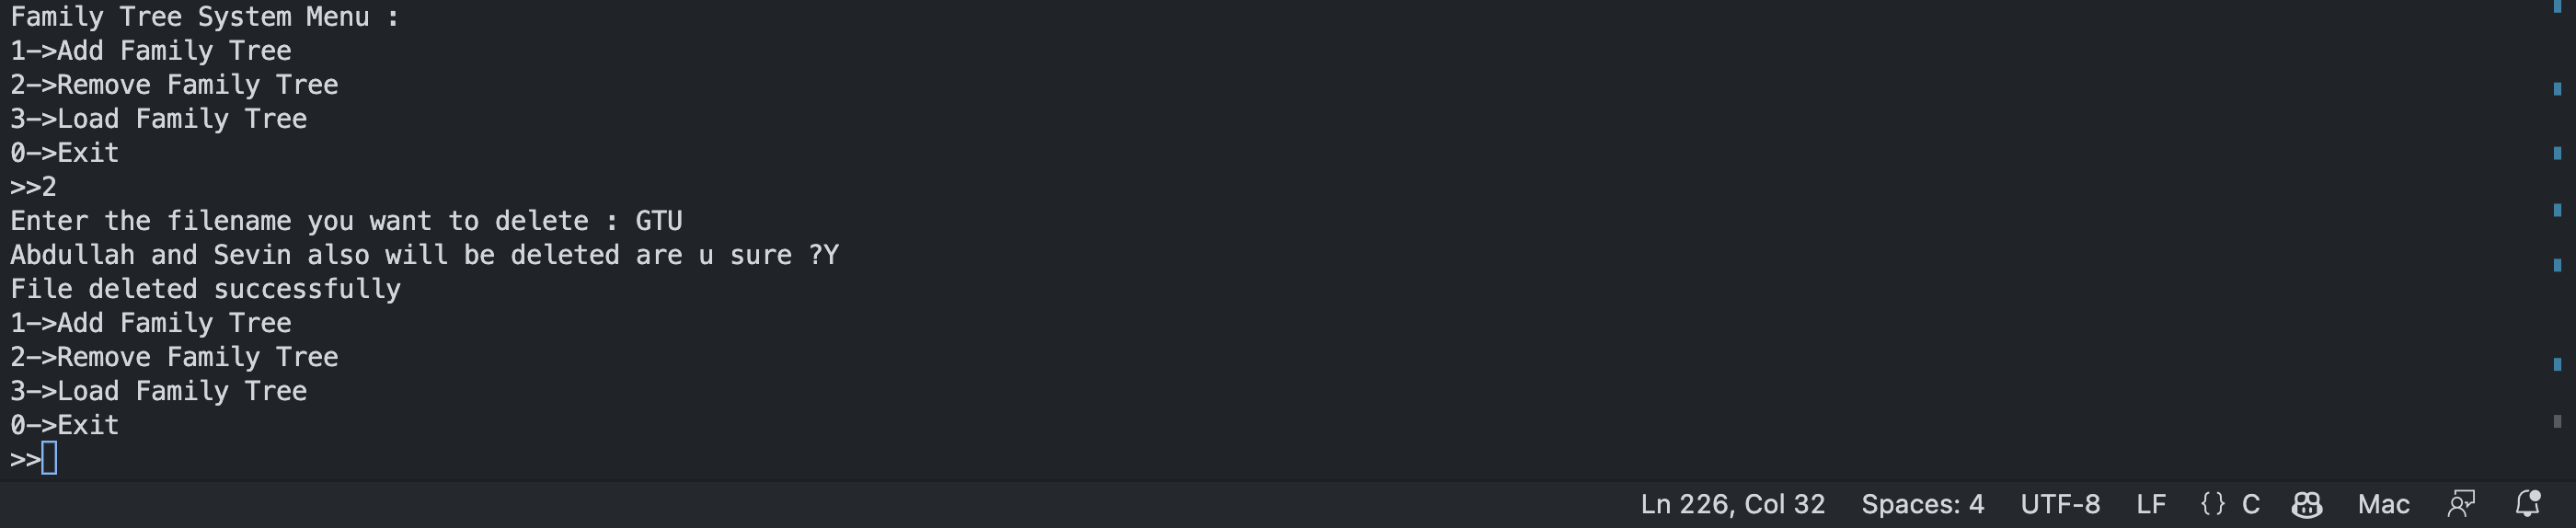 Family Tree System Menu :
1->Add Family Tree
2->Remove Family Tree
3->Load Family Tree
0->Exit
>>2
Enter the filename you want to delete : GTU
Abdullah and Sevin also will be deleted are u sure ?Y
File deleted successfully
1->Add Family Tree
2->Remove Family Tree
3->Load Family Tree
0->Exit
>>
Ln 226, Col 32 Spaces: 4 UTF-8 LF {} C Mac